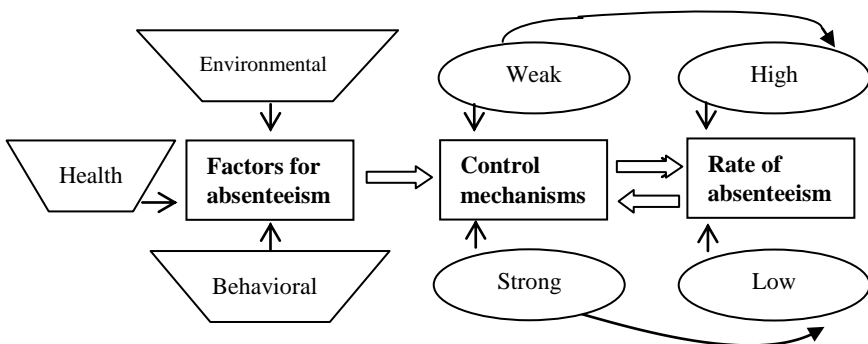 Environmental
Weak
High
Health
Factors for
absenteeism
Control
mechanisms
Rate of
absenteeism
Behavioral
Strong
Low